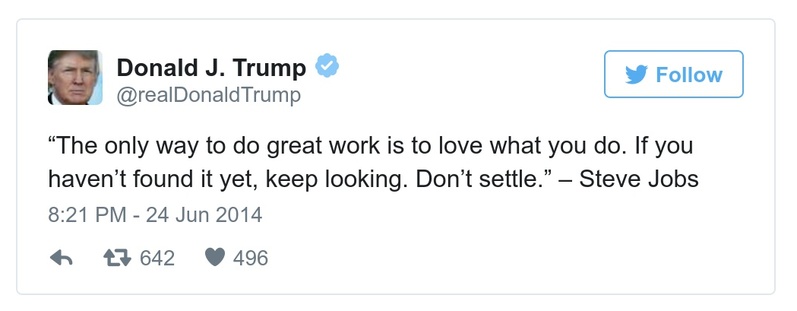 Donald J. Trump
@realDonaldTrump
Follow
“The only way to do great work is to love what you do. If you
haven’t found it yet, keep looking. Don’t settle.” – Steve Jobs
8:21 PM - 24 Jun 2014
642 496